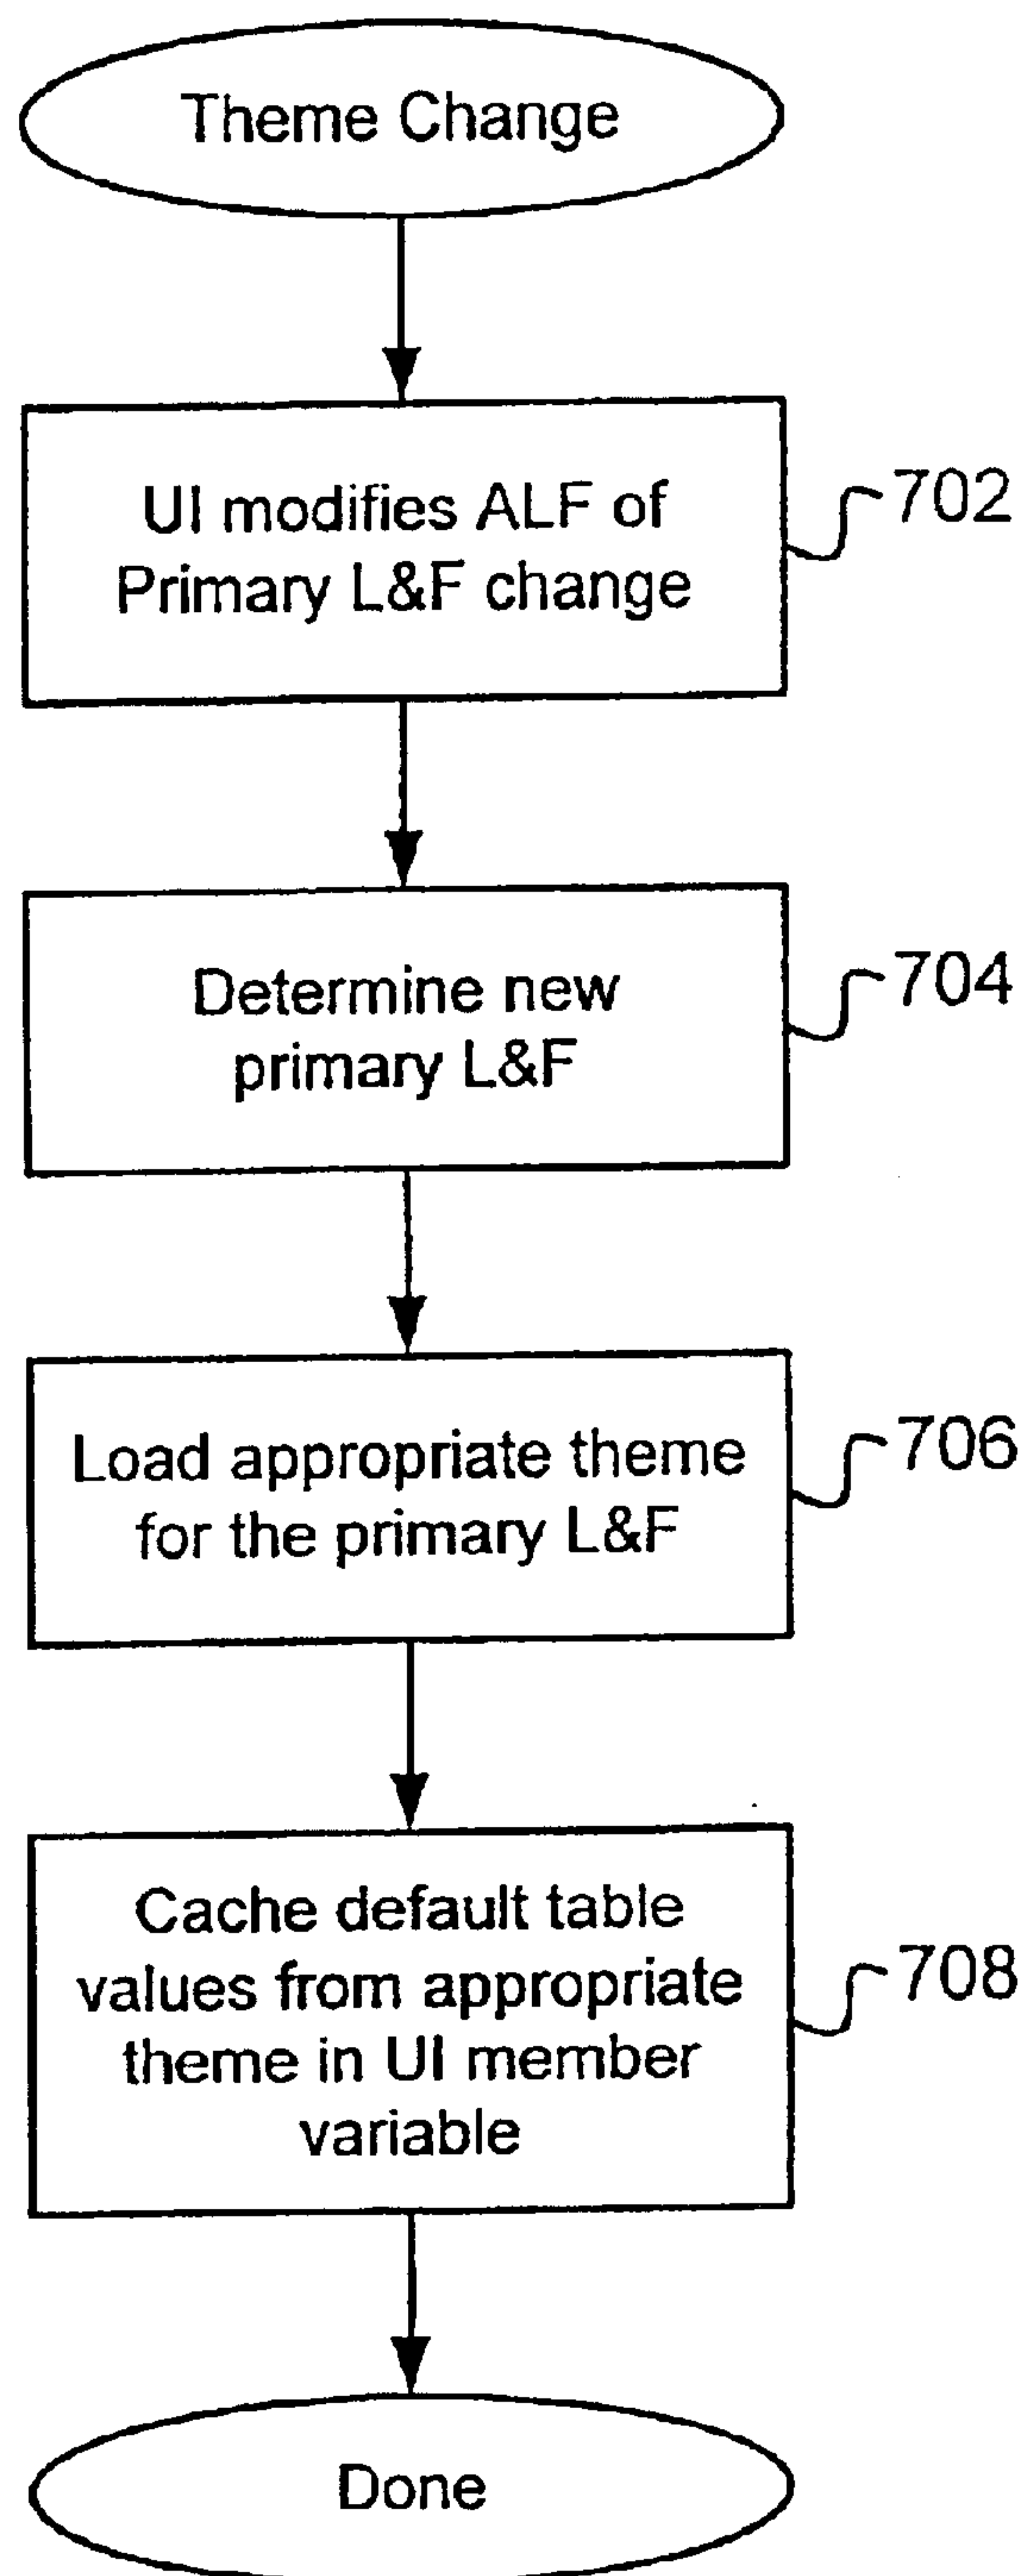 Theme Change
UI modifies ALF of
Primary L&F change
702
Determine new
primary L&F
704
Load appropriate theme
for the primary L&F
706
Cache default table
values from appropriate
theme in UI member
variable
708
Done